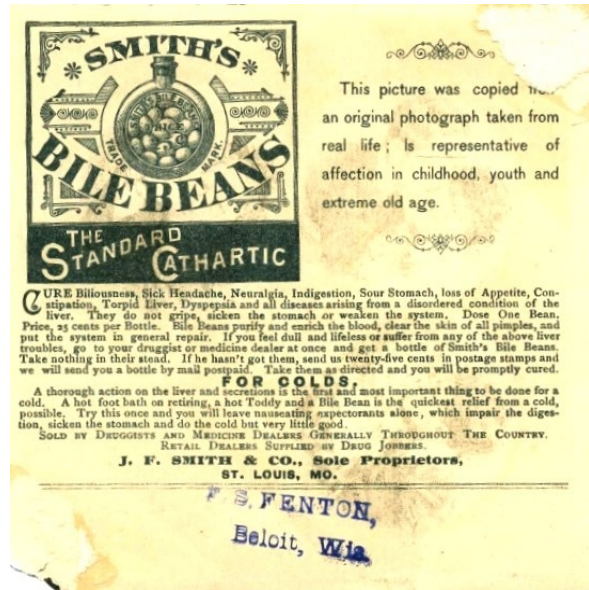 SMITH'S
SMITH'S BILE BEANS
TRADE MARK.
BILE BEANS
THE
STANDARD
CATHARTIC
This picture was copied
an original photograph taken from
real life; Is representative of
affection in childhood, youth and
extreme old age.
CURE Biliousness, Sick Headache, Neuralgia, Indigestion, Sour Stomach, loss of Appetite, Con-
stipation, Torpid Liver, Dyspepsia and all diseases arising from a disordered condition of the
liver. They do not gripe, sicken the stomach or weaken the system. Dose One Bean.
Price, 25 cents per Bottle. Bile Beans purify and enrich the blood, clear the skin of all pimples, and
put the system in general repair. If you feel dull and lifeless or suffer from any of the above liver
troubles, go to your druggist or medicine dealer at once and get a bottle of Smith's Bile Beans.
Take nothing in their stead. If he hasn't got them, send us twenty-five cents in postage stamps and
we will send you a bottle by mail postpaid. Take them as directed and you will be promptly cured.
FOR COLDS.
A thorough action on the liver and secretions is the first and most important thing to be done for a
cold. A hot foot bath on retiring, a hot Toddy and a Bile Bean is the quickest relief from a cold,
possible. Try this once and you will leave nauseating expectorants alone, which impair the diges-
tion, sicken the stomach and do the cold but very little good.
SOLD BY DRUGGISTS AND MEDICINE DEALERS GENERALLY THROUGHOUT THE COUNTRY.
RETAIL DEALERS SUPPLIED BY DRUG JOBBERS.
J. F. SMITH & CO., Sole Proprietors,
ST. LOUIS, MO.
F. S. FENTON,
Beloit, Wis.